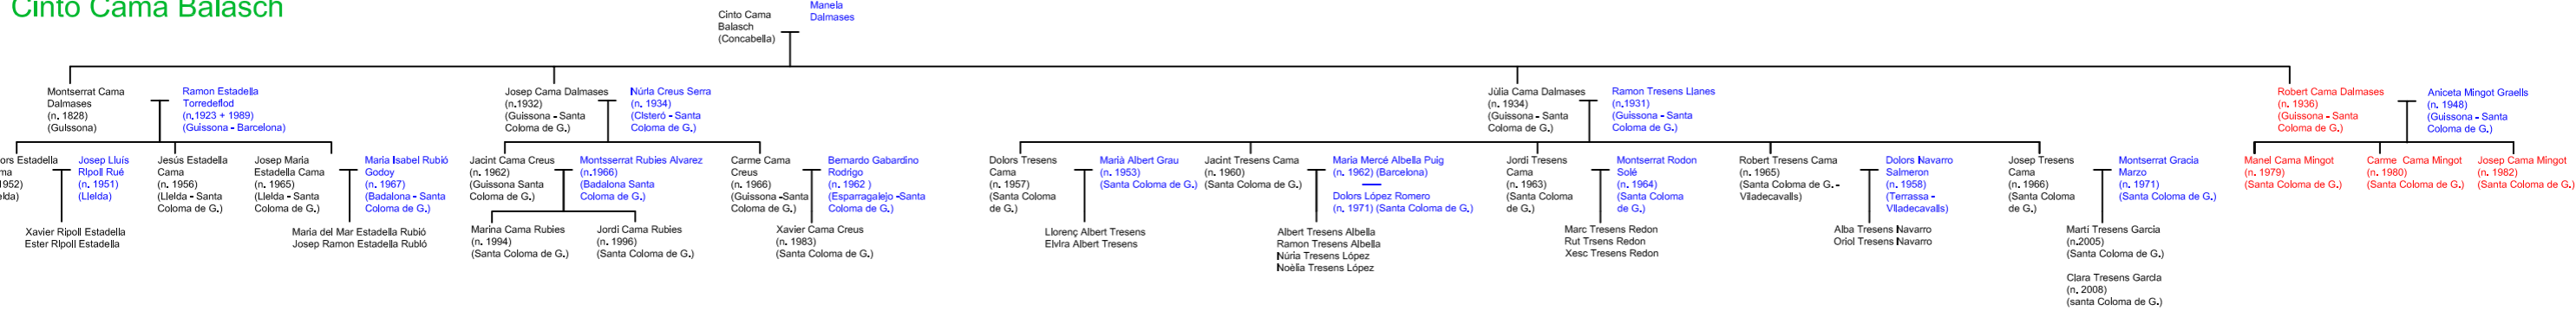 Cinto Cama Balasch
Cinto Cama
Balasch
(Concabella)
Manela
Dalmases
Montserrat Cama
Dalmases
(n. 1828)
(Guissona)
Ramon Estadella
Torredeflod
(n.1923 + 1989)
(Guissona - Barcelona)
Josep Cama Dalmases
(n.1932)
(Guissona - Santa
Coloma de G.)
Núria Creus Serra
(n. 1934)
(Cisteró - Santa
Coloma de G.)
Júlia Cama Dalmases
(n. 1934)
(Guissona - Santa
Coloma de G.)
Ramon Tresens Llanes
(n.1931)
(Guissona - Santa
Coloma de G.)
Robert Cama Dalmases
(n. 1936)
(Guissona - Santa
Coloma de G.)
Aniceta Mingot Graells
(n. 1948)
(Guissona - Santa
Coloma de G.)
ors Estadella
ma
1952)
elda)
Josep Lluís
Ripoll Rué
(n. 1951)
(Lleida)
Jesús Estadella
Cama
(n. 1956)
(Lleida - Santa
Coloma de G.)
Josep Maria
Estadella Cama
(n. 1965)
(Lleida - Santa
Coloma de G.)
Maria Isabel Rubió
Godoy
(n. 1967)
(Badalona - Santa
Coloma de G.)
Jacint Cama Creus
(n. 1962)
(Guissona Santa
Coloma de G.)
Montsserrat Rubies Alvarez
(n.1966)
(Badalona Santa
Coloma de G.)
Carme Cama
Creus
(n. 1966)
(Guissona -Santa
Coloma de G.)
Bernardo Gabardino
Rodrigo
(n. 1962 )
(Esparragalejo -Santa
Coloma de G.)
Dolors Tresens
Cama
(n. 1957)
(Santa Coloma
de G.)
Marià Albert Grau
(n. 1953)
(Santa Coloma de G.)
Jacint Tresens Cama
(n. 1960)
(Santa Coloma de G.)
Maria Mercé Albella Puig
(n. 1962) (Barcelona)
Dolors López Romero
(n. 1971) (Santa Coloma de G.)
Jordi Tresens
Cama
(n. 1963)
(Santa Coloma
de G.)
Montserrat Rodon
Solé
(n. 1964)
(Santa Coloma
de G.)
Robert Tresens Cama
(n. 1965)
(Santa Coloma de G. -
Viladecavalls)
Dolors Navarro
Salmeron
(n. 1958)
(Terrassa -
Viladecavalls)
Josep Tresens
Cama
(n. 1966)
(Santa Coloma
de G.)
Montserrat Gracia
Marzo
(n. 1971)
(Santa Coloma de G.)
Manel Cama Mingot
(n. 1979)
(Santa Coloma de G.)
Carme Cama Mingot
(n. 1980)
(Santa Coloma de G.)
Josep Cama Mingot
(n. 1982)
(Santa Coloma de G.)
Xavier Ripoll Estadella
Ester Ripoll Estadella
Maria del Mar Estadella Rubió
Josep Ramon Estadella Rubló
Marina Cama Rubies
(n. 1994)
(Santa Coloma de G.)
Jordi Cama Rubies
(n. 1996)
(Santa Coloma de G.)
Xavier Cama Creus
(n. 1983)
(Santa Coloma de G.)
Llorenç Albert Tresens
Elvira Albert Tresens
Albert Tresens Albella
Ramon Tresens Albella
Núria Tresens López
Noèlia Tresens López
Marc Tresens Redon
Rut Trsens Redon
Xesc Tresens Redon
Alba Tresens Navarro
Oriol Tresens Navarro
Martí Tresens Garcia
(n.2005)
(Santa Coloma de G.)
Clara Tresens Garcia
(n. 2008)
(santa Coloma de G.)